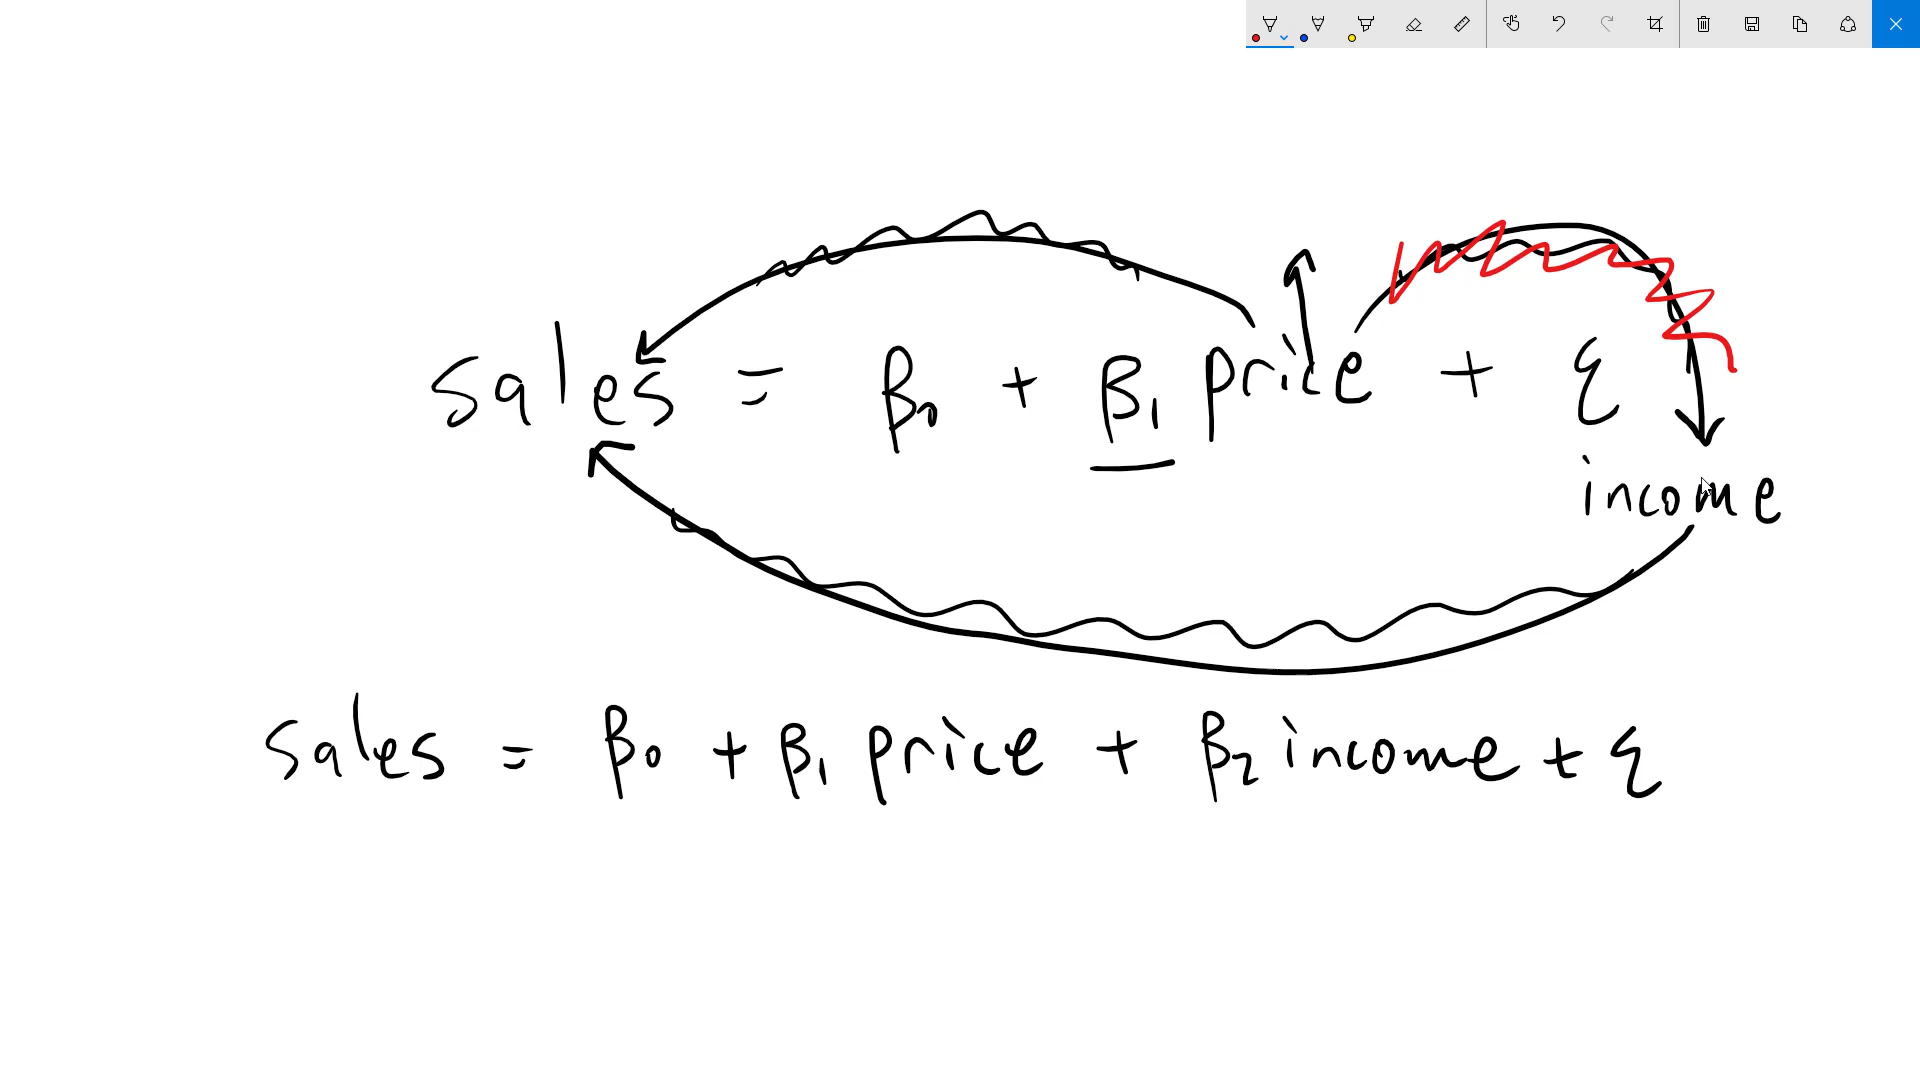 sales = β0 + β1 price + ε
income
sales = β0 + β1 price + β2 income + ε